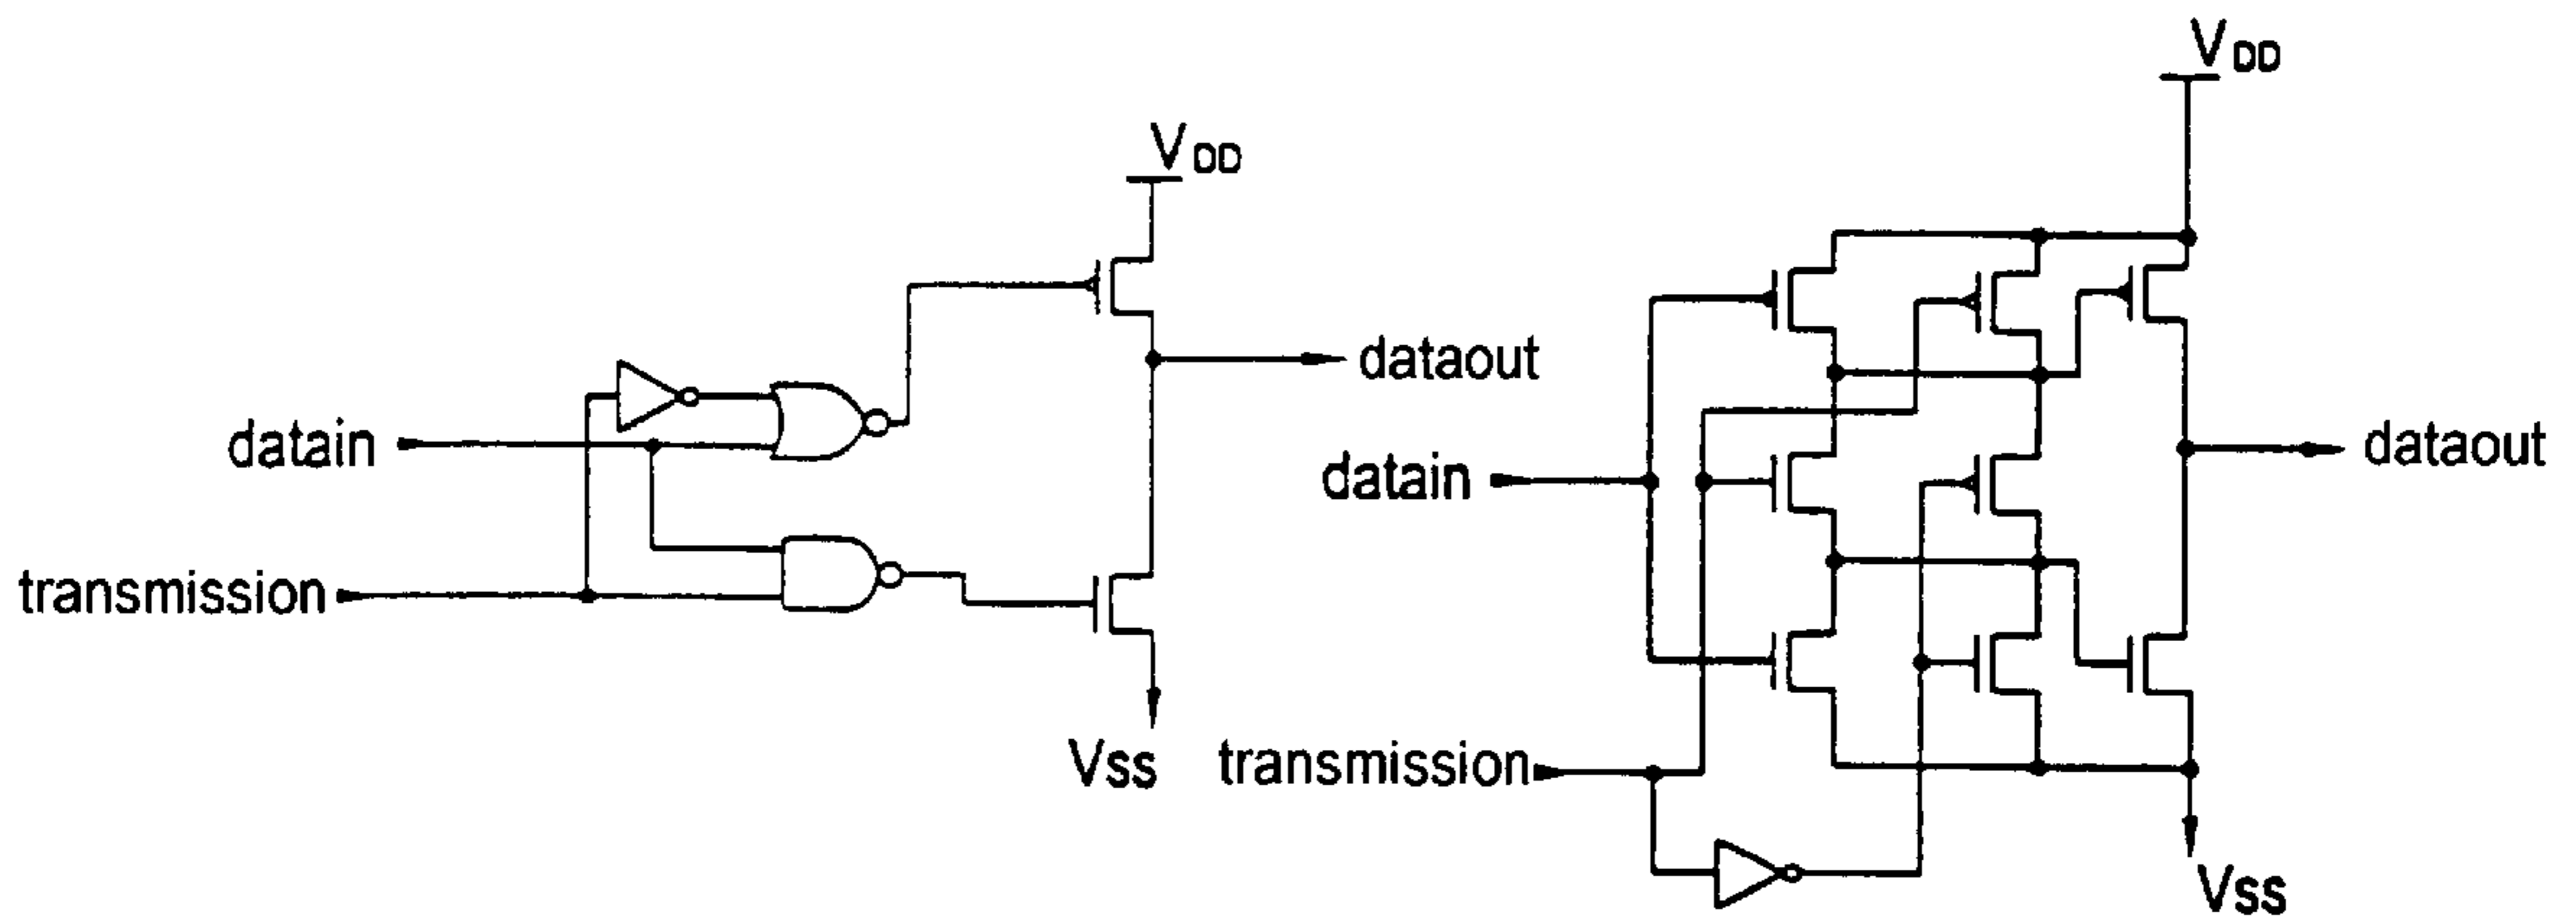 VDD
dataout
datain
transmission
Vss
VDD
dataout
datain
transmission
Vss